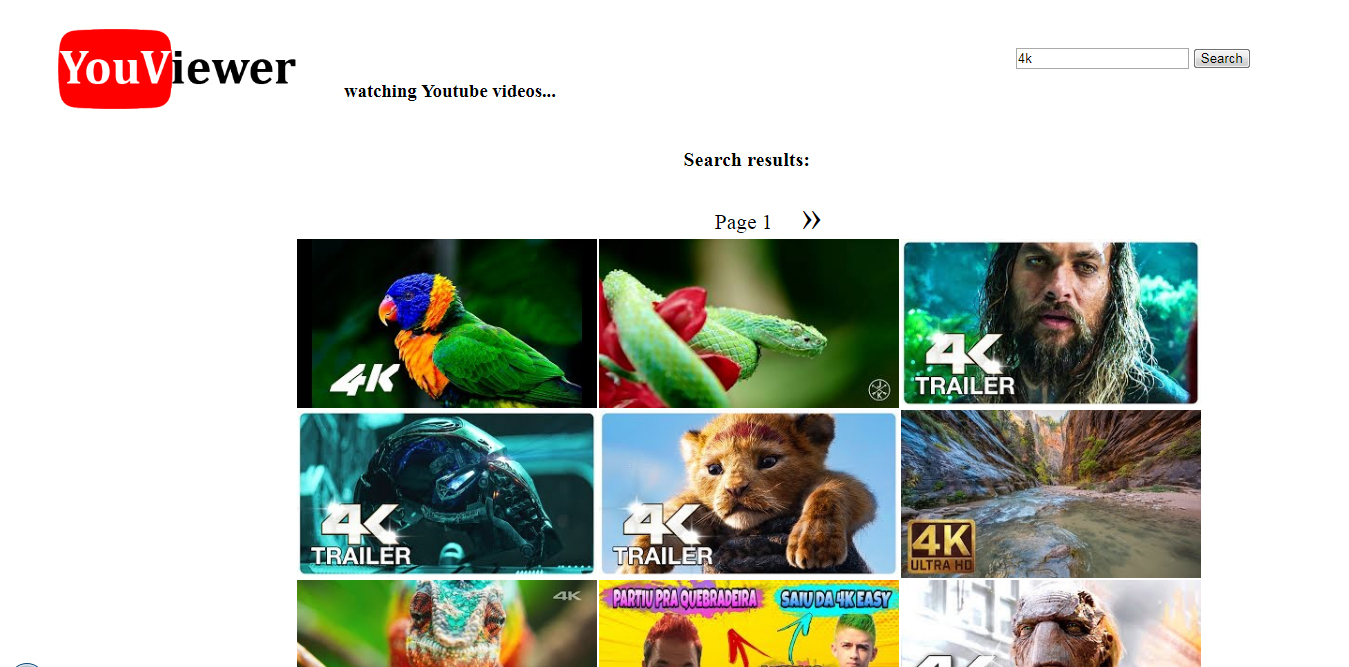 YouViewer
4k
Search
watching Youtube videos...
Search results:
Page 1 »
4K
4K
TRAILER
4K
TRAILER
4K
TRAILER
4K
ULTRA HD
4K
PARTIU PRA QUEBRADEIRA
SAIU DA 4K EASY